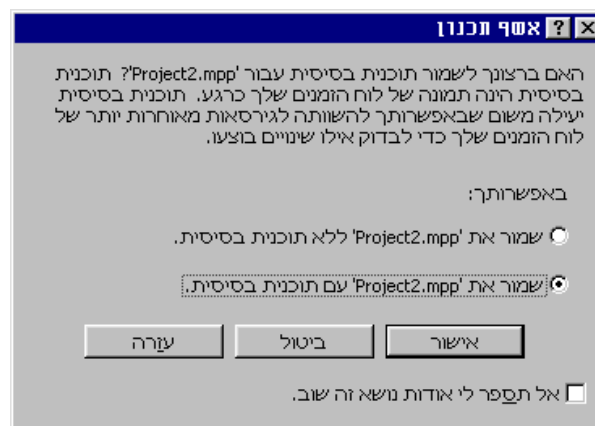 אשף תכנון
האם ברצונך לשמור תוכנית בסיסית עבור 'Project2.mpp'? תוכנית
בסיסית הינה תמונה של לוח הזמנים שלך כרגע. תוכנית בסיסית
יעילה משום שבאפשרותך להשוותה לגירסאות מאוחרות יותר של
לוח הזמנים שלך כדי לבדוק אילו שינויים בוצעו.
באפשרותך:
שמור את 'Project2.mpp' ללא תוכנית בסיסית.
שמור את 'Project2.mpp' עם תוכנית בסיסית.
אישור ביטול עזרה
אל תספר לי אודות נושא זה שוב.